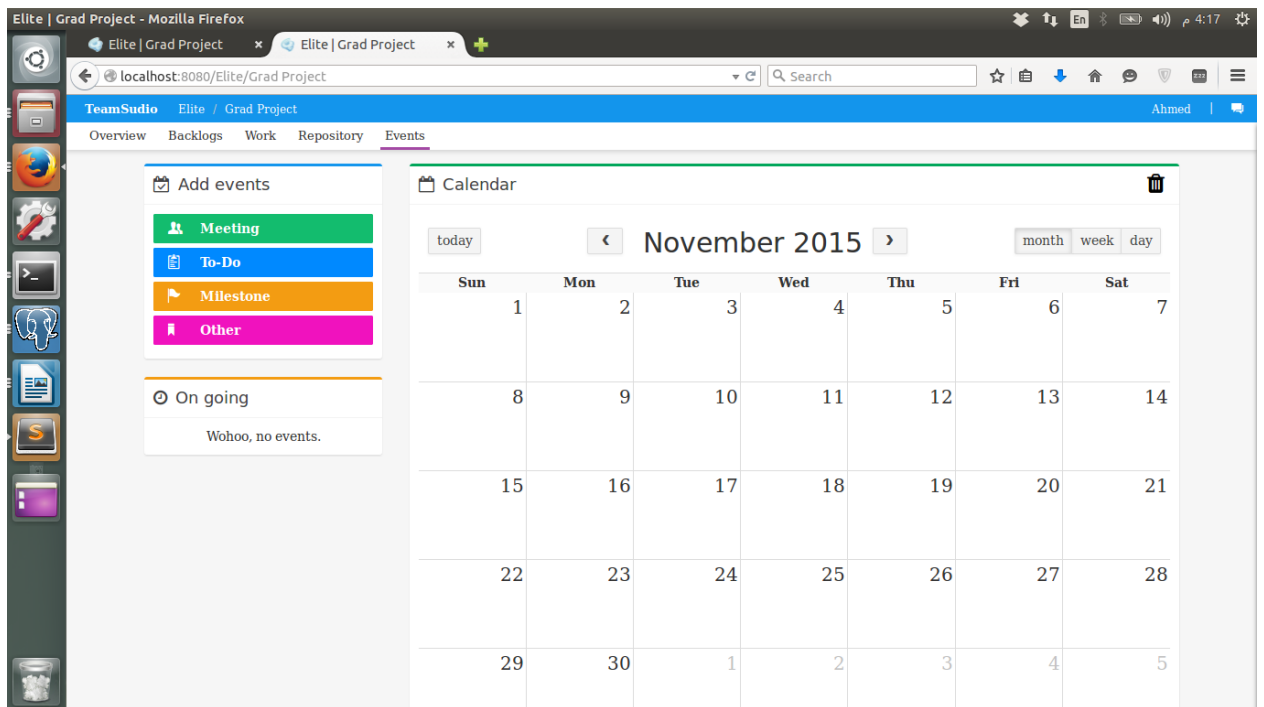 Elite | Grad Project - Mozilla Firefox
En
م 4:17
Elite | Grad Project × Elite | Grad Project ×
localhost:8080/Elite/Grad Project
Search
TeamSudio Elite / Grad Project Ahmed |
Overview Backlogs Work Repository Events
Add events
Meeting
To-Do
Milestone
Other
On going
Wohoo, no events.
Calendar
today ‹ November 2015 › month week day
Sun Mon Tue Wed Thu Fri Sat
1 2 3 4 5 6 7
8 9 10 11 12 13 14
15 16 17 18 19 20 21
22 23 24 25 26 27 28
29 30 1 2 3 4 5